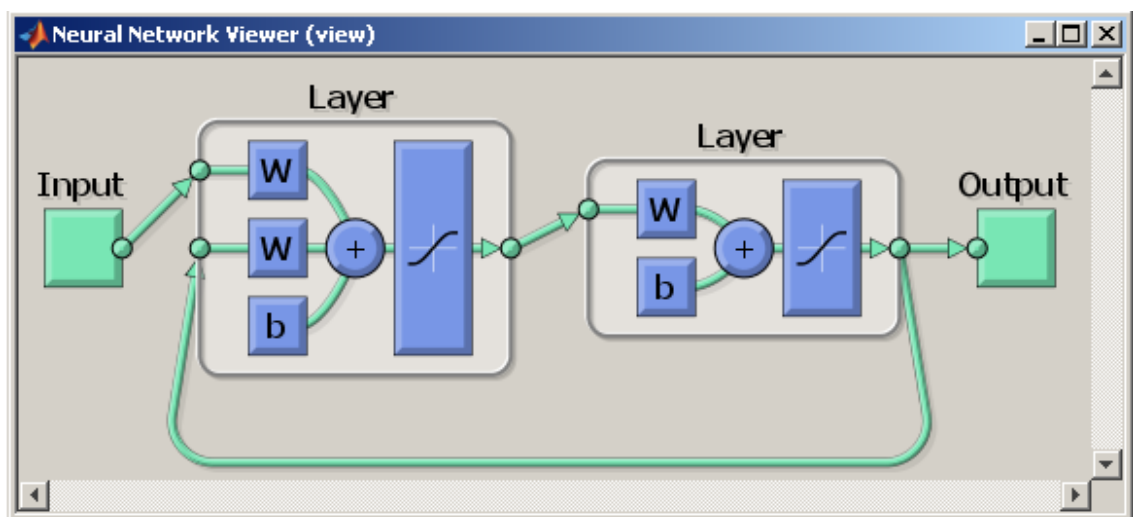 Neural Network Viewer (view)
Layer
Layer
Input
Output
W
W
b
+
W
b
+